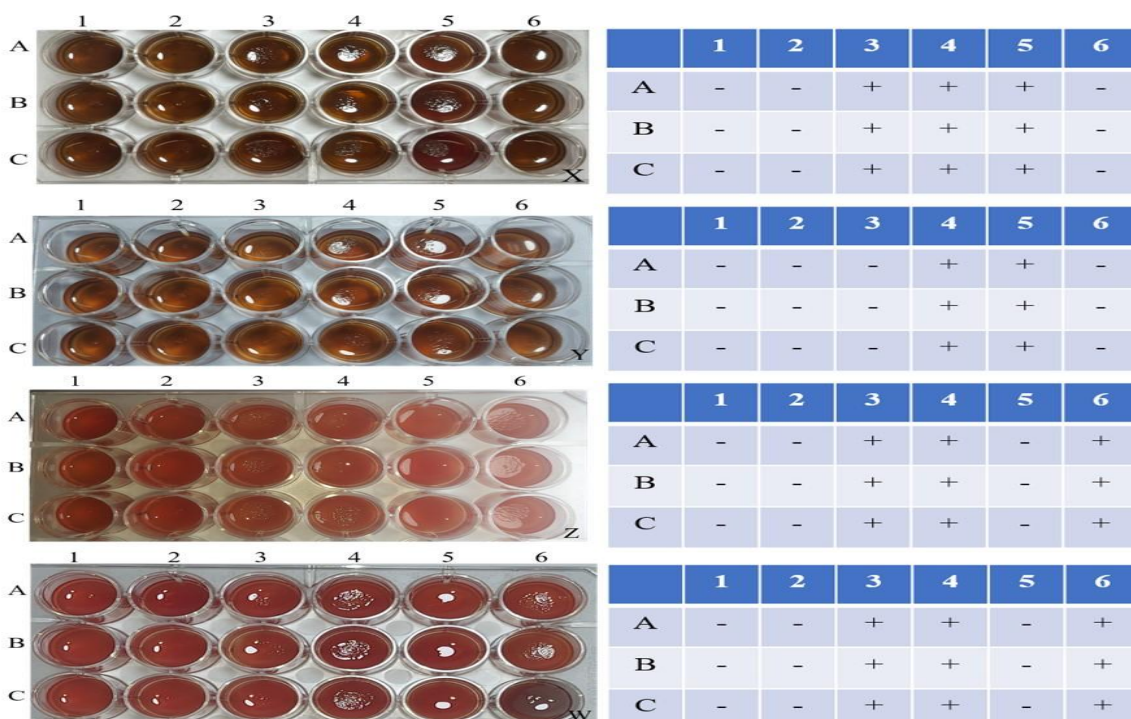 1 2 3 4 5 6
A
B
C
X
1 2 3 4 5 6
A - - + + + -
B - - + + + -
C - - + + + -
1 2 3 4 5 6
A
B
C
Y
1 2 3 4 5 6
A - - - + + -
B - - - + + -
C - - - + + -
1 2 3 4 5 6
A
B
C
Z
1 2 3 4 5 6
A - - + + - +
B - - + + - +
C - - + + - +
1 2 3 4 5 6
A
B
C
W
1 2 3 4 5 6
A - - + + - +
B - - + + - +
C - - + + - +